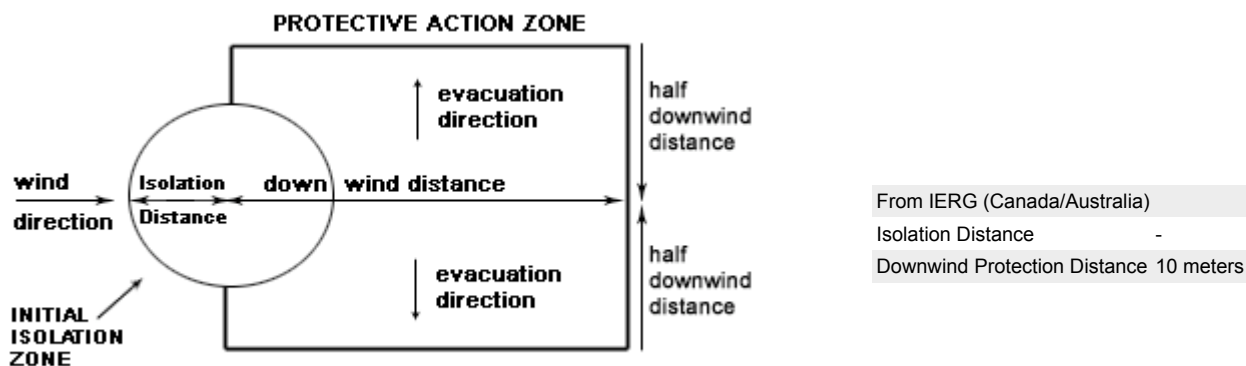 PROTECTIVE ACTION ZONE
evacuation
direction
half
downwind
distance
wind
direction
Isolation
Distance
down wind distance
evacuation
direction
half
downwind
distance
INITIAL
ISOLATION
ZONE
From IERG (Canada/Australia)
Isolation Distance -
Downwind Protection Distance 10 meters